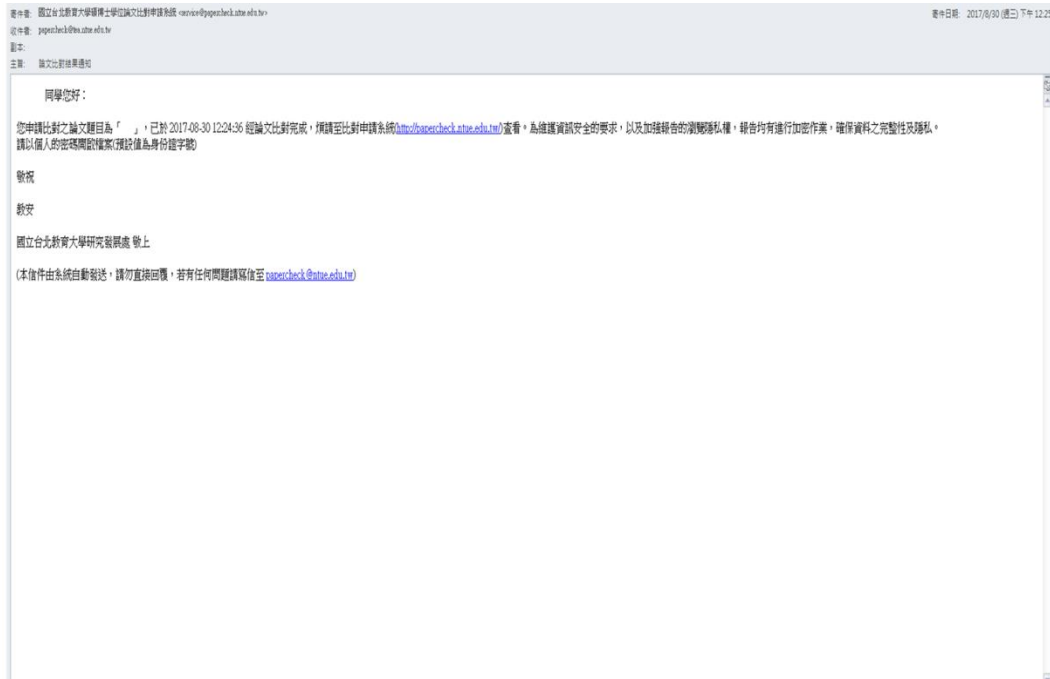 寄件者: 國立台北教育大學碩博士學位論文比對申請系統 <service@papercheck.ntue.edu.tw>
寄件日期: 2017/8/30 (週三) 下午 12:25
收件者: papercheck@tea.ntue.edu.tw
副本:
主旨: 論文比對結果通知
同學您好：
您申請比對之論文題目為「 」，已於 2017-08-30 12:24:36 經論文比對完成，煩請至比對申請系統(http://papercheck.ntue.edu.tw/)查看。為維護資訊安全的要求，以及加強報告的瀏覽隱私權，報告均有進行加密作業，確保資料之完整性及隱私。
請以個人的密碼開啟檔案(預設值為身份證字號)
敬祝
教安
國立台北教育大學研究發展處 敬上
(本信件由系統自動發送，請勿直接回覆，若有任何問題請寫信至 papercheck@ntue.edu.tw)